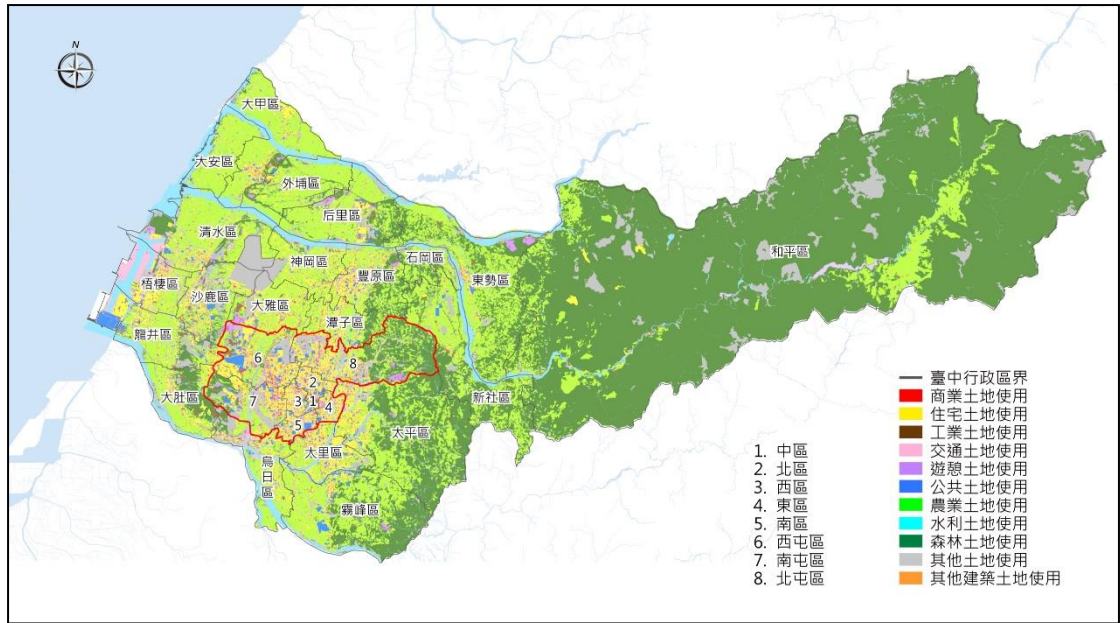 N
大甲區
大安區
外埔區
后里區
清水區
神岡區
石岡區
和平區
豐原區
東勢區
梧棲區
沙鹿區
大雅區
潭子區
龍井區
6
8
2
大肚區
7
3
1
4
新社區
5
太平區
大里區
烏日區
霧峰區
1. 中區
2. 北區
3. 西區
4. 東區
5. 南區
6. 西屯區
7. 南屯區
8. 北屯區
臺中行政區界
商業土地使用
住宅土地使用
工業土地使用
交通土地使用
遊憩土地使用
公共土地使用
農業土地使用
水利土地使用
森林土地使用
其他土地使用
其他建築土地使用